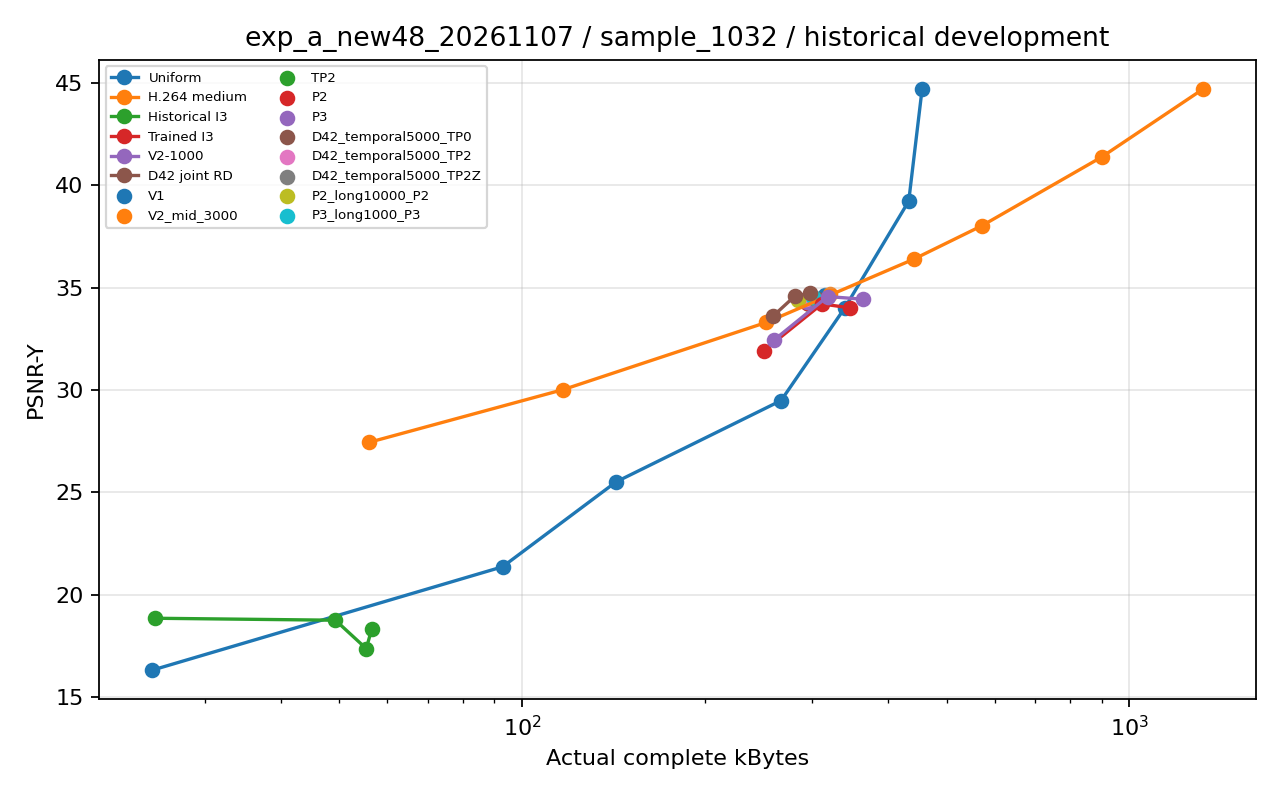 exp_a_new48_20261107 / sample_1032 / historical development
Uniform
H.264 medium
Historical I3
Trained I3
V2-1000
D42 joint RD
V1
V2_mid_3000
TP2
P2
P3
D42_temporal5000_TP0
D42_temporal5000_TP2
D42_temporal5000_TP2Z
P2_long10000_P2
P3_long1000_P3
45
40
35
30
25
20
15
PSNR-Y
10²
10³
Actual complete kBytes